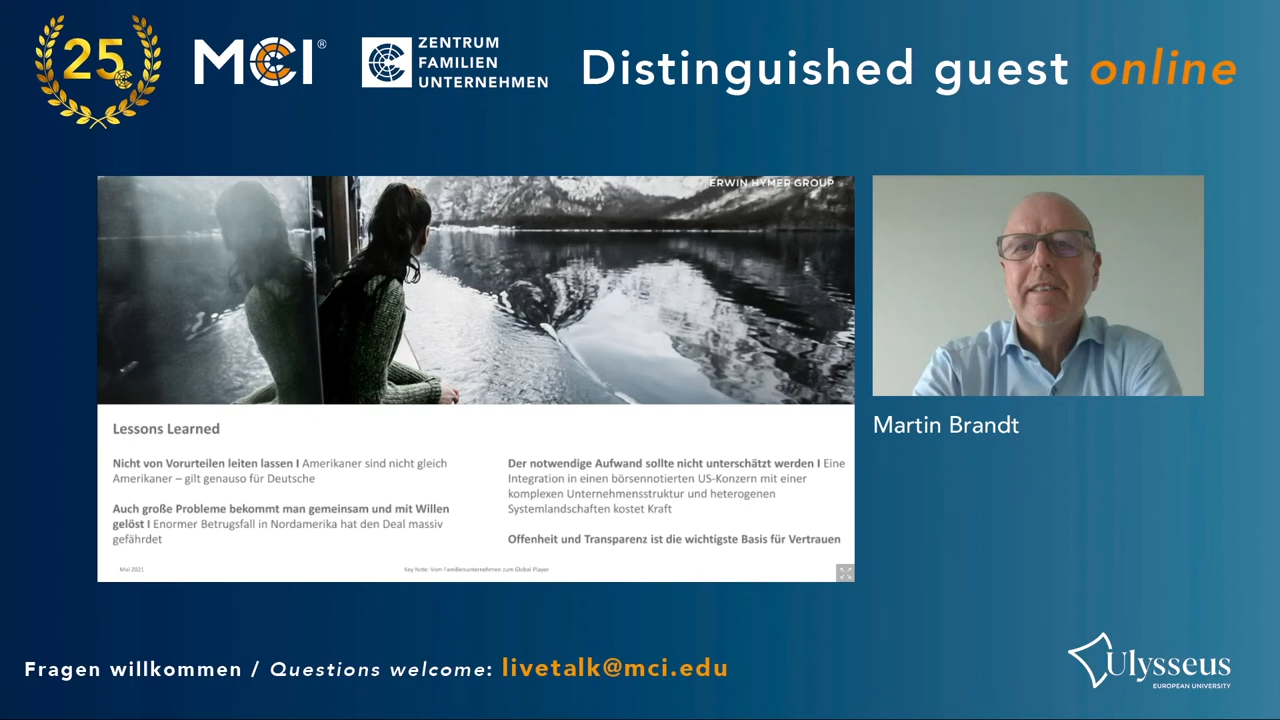 25
MCI®
ZENTRUM
FAMILIEN
UNTERNEHMEN
Distinguished guest online
ERWIN HYMER GROUP
Lessons Learned
Nicht von Vorurteilen leiten lassen I Amerikaner sind nicht gleich
Amerikaner – gilt genauso für Deutsche
Auch große Probleme bekommt man gemeinsam und mit Willen
gelöst I Enormer Betrugsfall in Nordamerika hat den Deal massiv
gefährdet
Der notwendige Aufwand sollte nicht unterschätzt werden I Eine
Integration in einen börsennotierten US-Konzern mit einer
komplexen Unternehmensstruktur und heterogenen
Systemlandschaften kostet Kraft
Offenheit und Transparenz ist die wichtigste Basis für Vertrauen
Mai 2021
Key Note: Vom Familienunternehmen zum Global Player
Martin Brandt
Fragen willkommen / Questions welcome: livetalk@mci.edu
Ulysseus
EUROPEAN UNIVERSITY